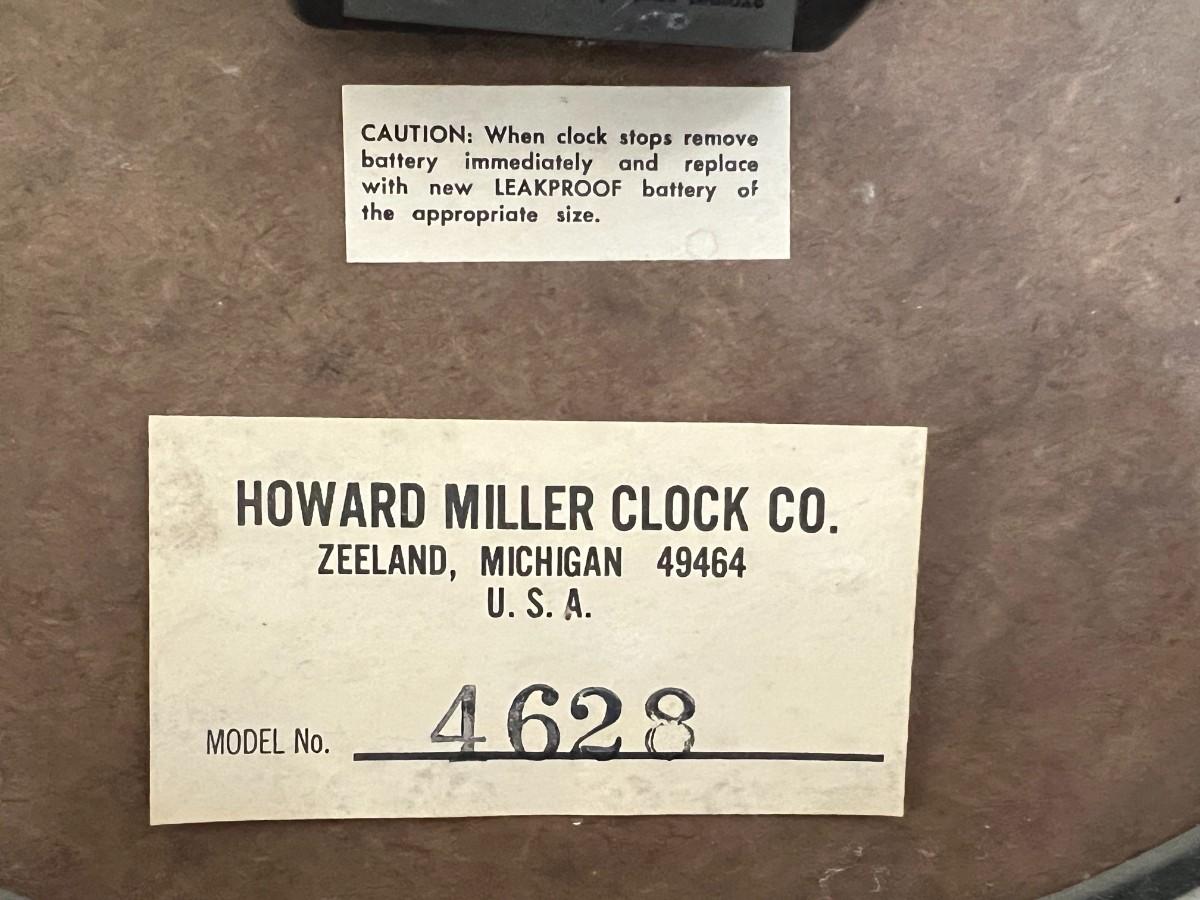 CAUTION: When clock stops remove
battery immediately and replace
with new LEAKPROOF battery of
the appropriate size.
HOWARD MILLER CLOCK CO.
ZEELAND, MICHIGAN 49464
U. S. A.
MODEL No. 4628